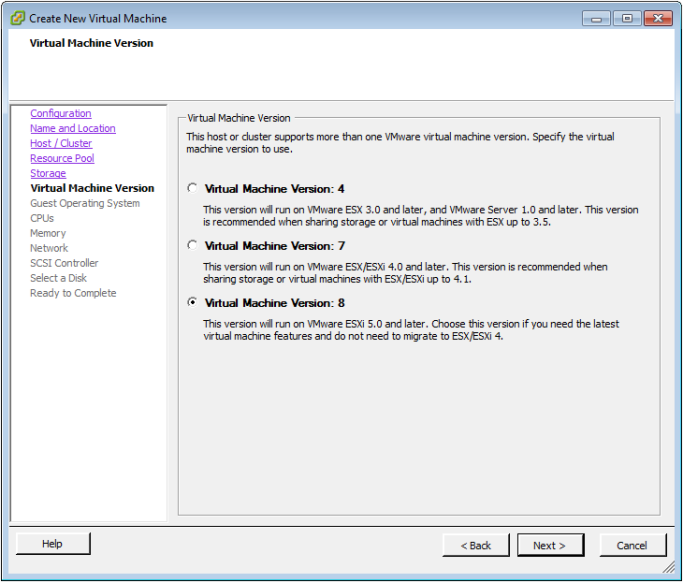 Create New Virtual Machine
Virtual Machine Version
Configuration
Name and Location
Host / Cluster
Resource Pool
Storage
Virtual Machine Version
Guest Operating System
CPUs
Memory
Network
SCSI Controller
Select a Disk
Ready to Complete
Virtual Machine Version
This host or cluster supports more than one VMware virtual machine version. Specify the virtual
machine version to use.
Virtual Machine Version: 4
This version will run on VMware ESX 3.0 and later, and VMware Server 1.0 and later. This version
is recommended when sharing storage or virtual machines with ESX up to 3.5.
Virtual Machine Version: 7
This version will run on VMware ESX/ESXi 4.0 and later. This version is recommended when
sharing storage or virtual machines with ESX/ESXi up to 4.1.
Virtual Machine Version: 8
This version will run on VMware ESXi 5.0 and later. Choose this version if you need the latest
virtual machine features and do not need to migrate to ESX/ESXi 4.
Help
< Back
Next >
Cancel